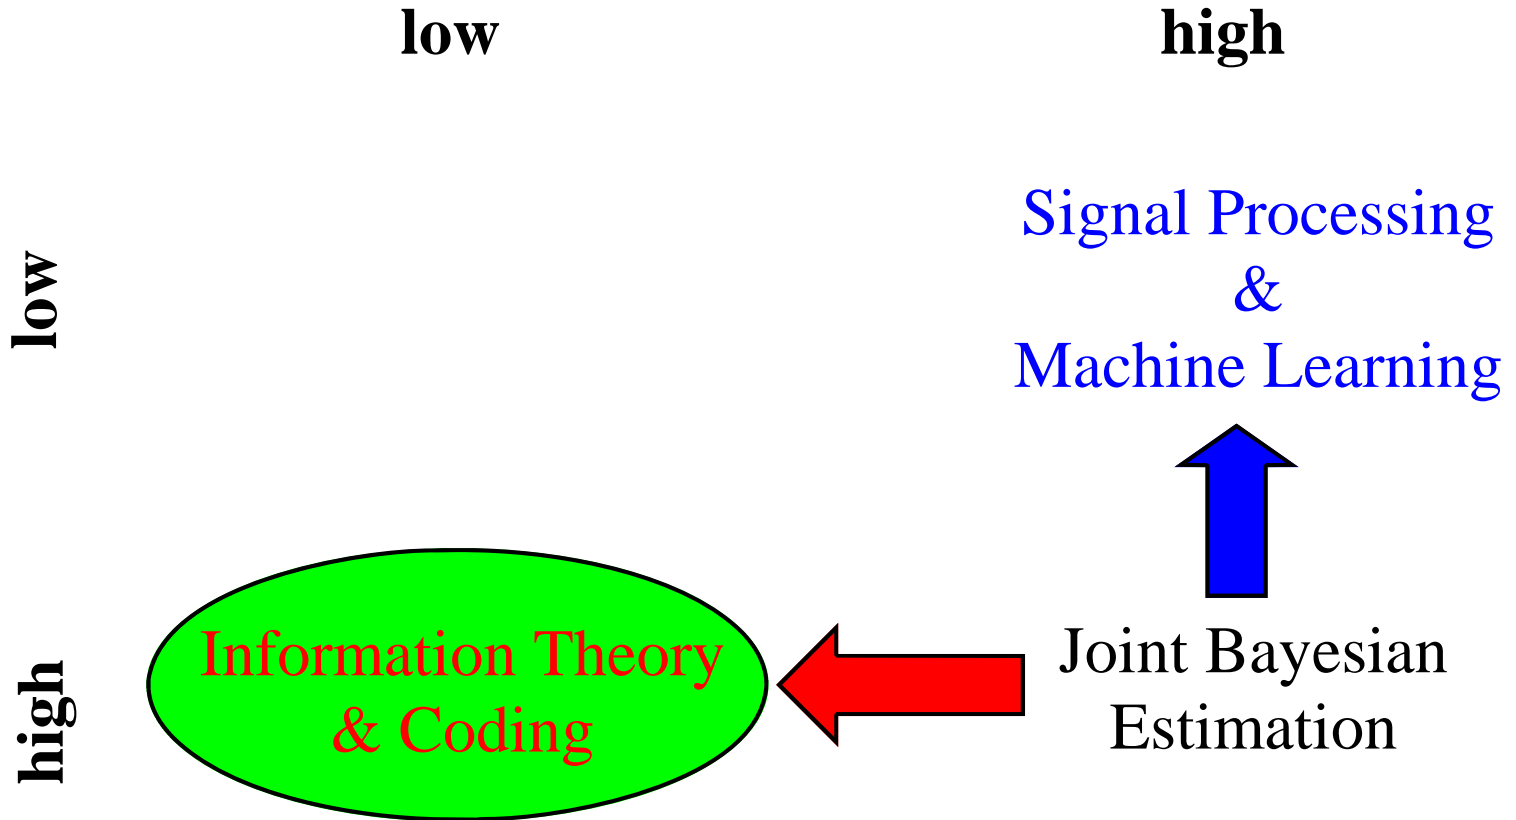 low
high
low
Signal Processing
&
Machine Learning
high
Information Theory
& Coding
Joint Bayesian
Estimation